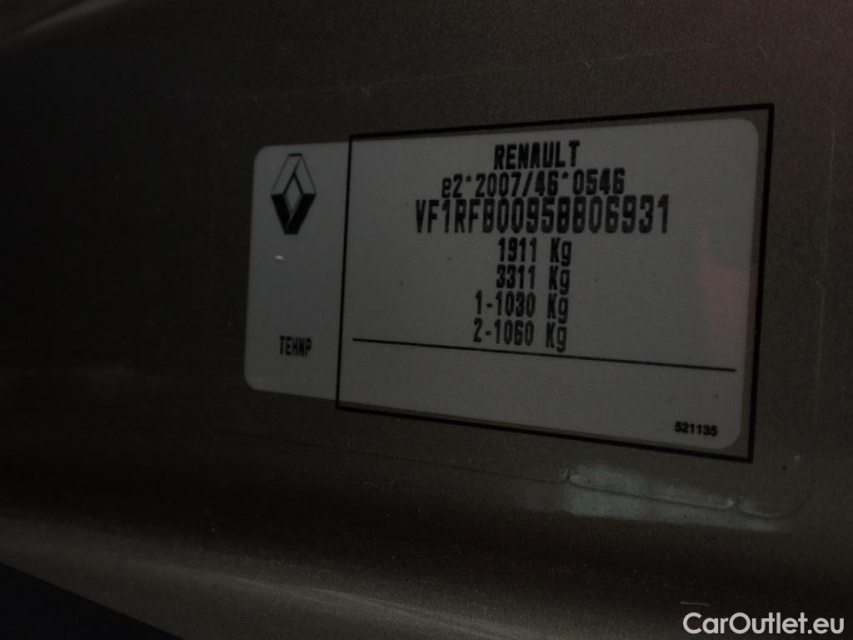 RENAULT
e2*2007/46*0546
VF1RFB00958806931
1911 Kg
3311 Kg
1-1030 Kg
2-1060 Kg
TEHNP
521135
CarOutlet.eu